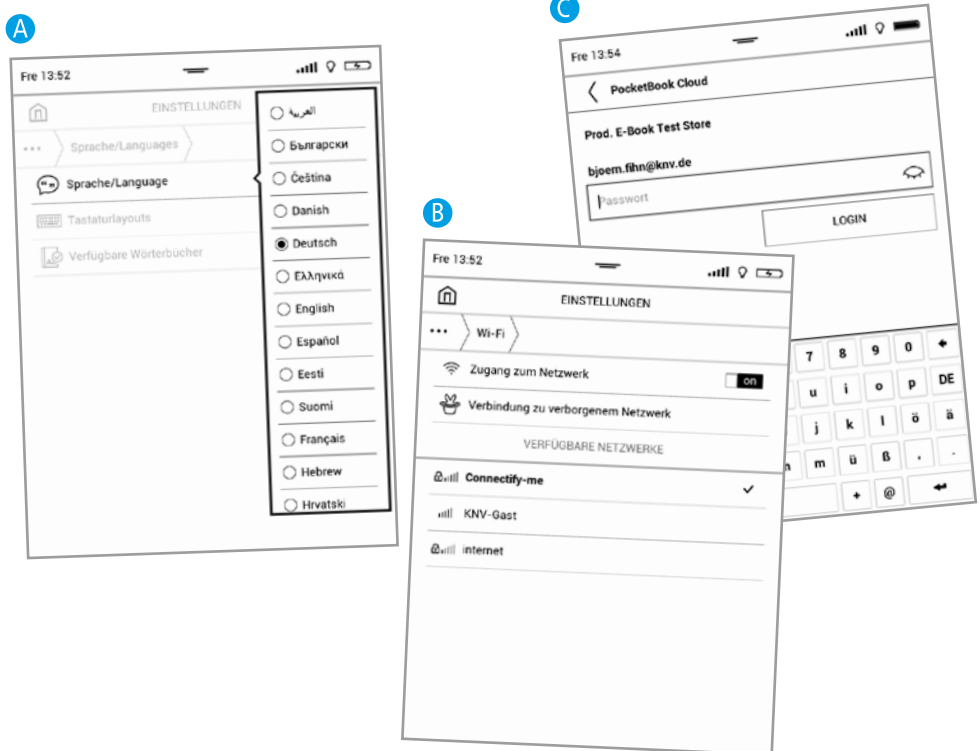 A
Fre 13:52
EINSTELLUNGEN
Sprache/Languages
Sprache/Language
Tastaturlayouts
Verfügbare Wörterbücher
العربية
Български
Čeština
Danish
Deutsch
Ελληνικά
English
Español
Eesti
Suomi
Français
Hebrew
Hrvatski
B
Fre 13:52
EINSTELLUNGEN
Wi-Fi
Zugang zum Netzwerk
on
Verbindung zu verborgenem Netzwerk
VERFÜGBARE NETZWERKE
Connectify-me
KNV-Gast
internet
C
Fre 13:54
PocketBook Cloud
Prod. E-Book Test Store
bjoern.fihn@knv.de
Passwort
LOGIN
7 8 9 0
u i o p DE
j k l ö ä
m ü ß , .
+ @